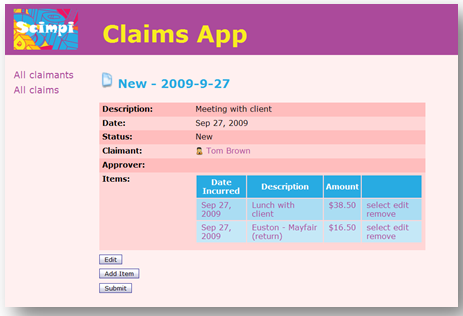 Scimpi
Claims App
All claimants
All claims
New - 2009-9-27
Description: Meeting with client
Date: Sep 27, 2009
Status: New
Claimant: Tom Brown
Approver:
Items:
Date Incurred Description Amount
Sep 27, 2009 Lunch with client $38.50 select edit remove
Sep 27, 2009 Euston - Mayfair (return) $16.50 select edit remove
Edit
Add Item
Submit